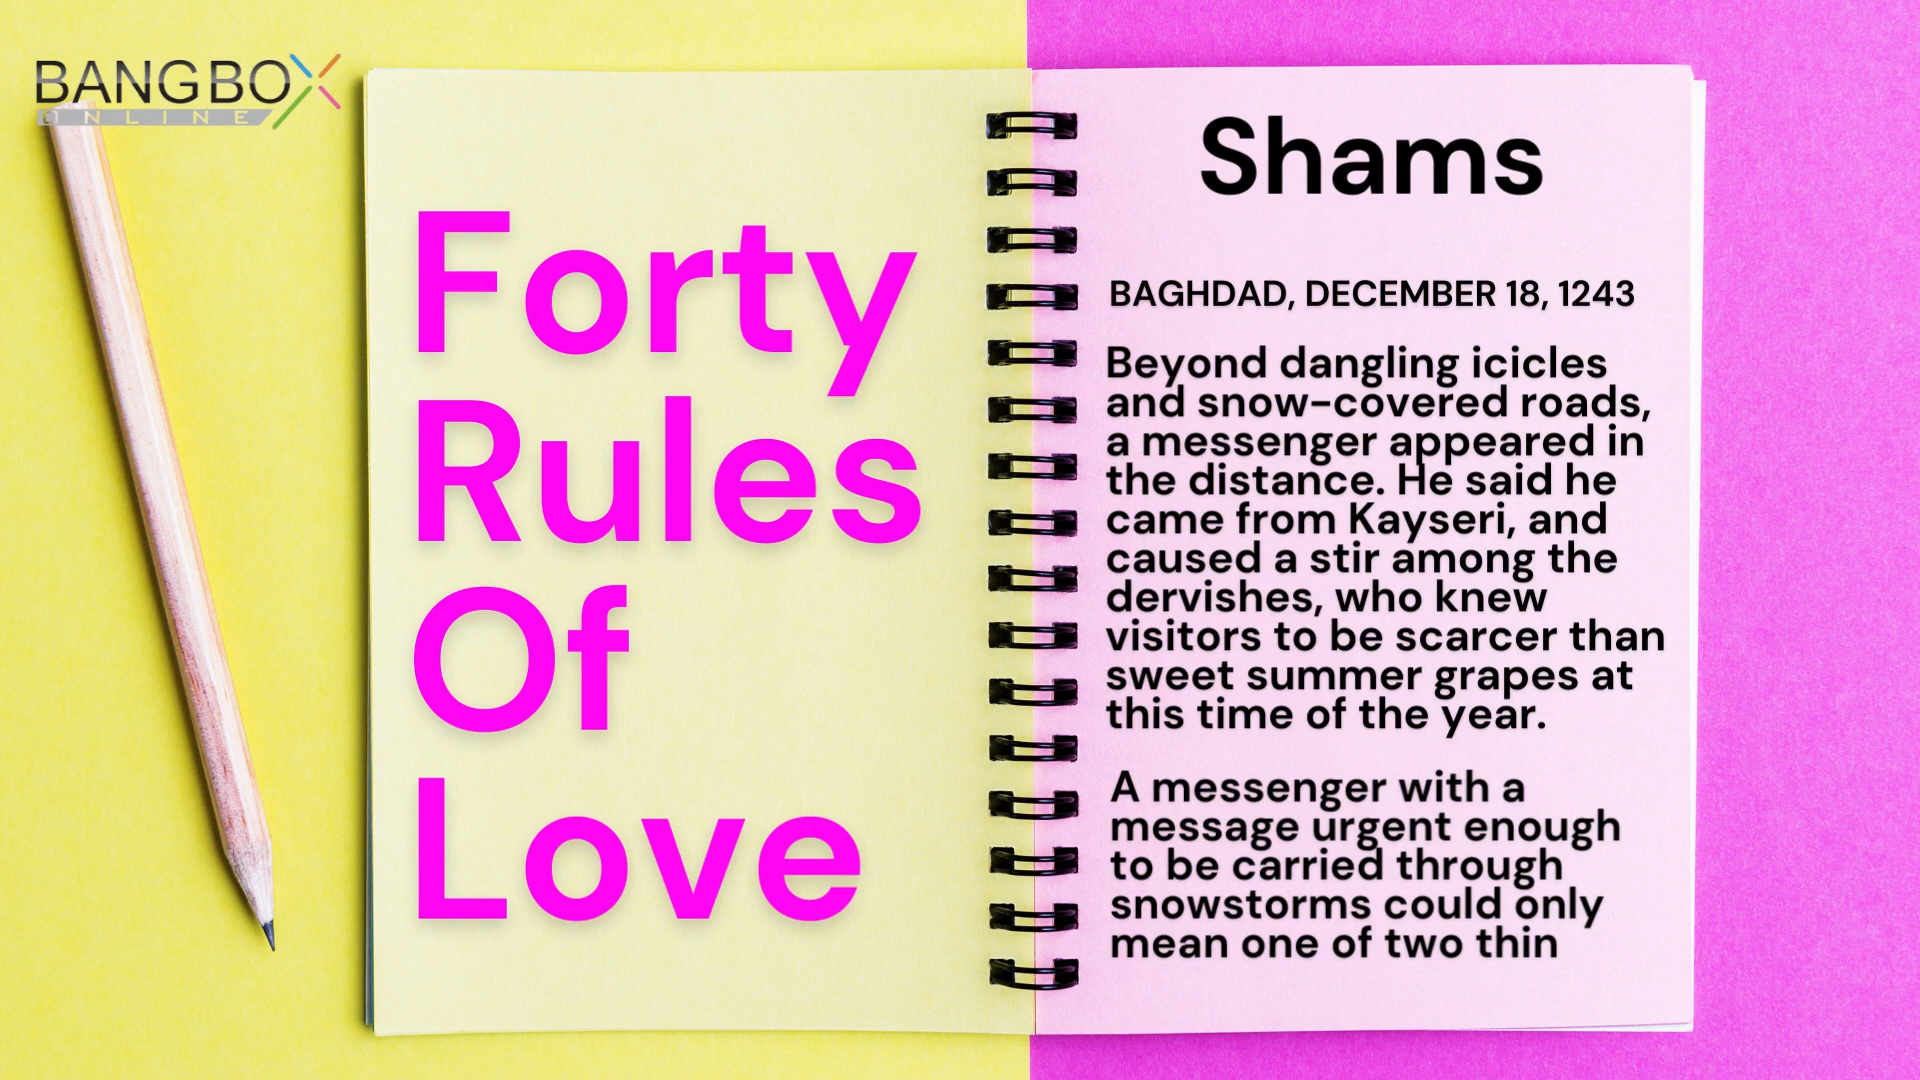 BANGBOX
ONLINE
Forty
Rules
Of
Love
Shams
BAGHDAD, DECEMBER 18, 1243
Beyond dangling icicles
and snow-covered roads,
a messenger appeared in
the distance. He said he
came from Kayseri, and
caused a stir among the
dervishes, who knew
visitors to be scarcer than
sweet summer grapes at
this time of the year.
A messenger with a
message urgent enough
to be carried through
snowstorms could only
mean one of two thin